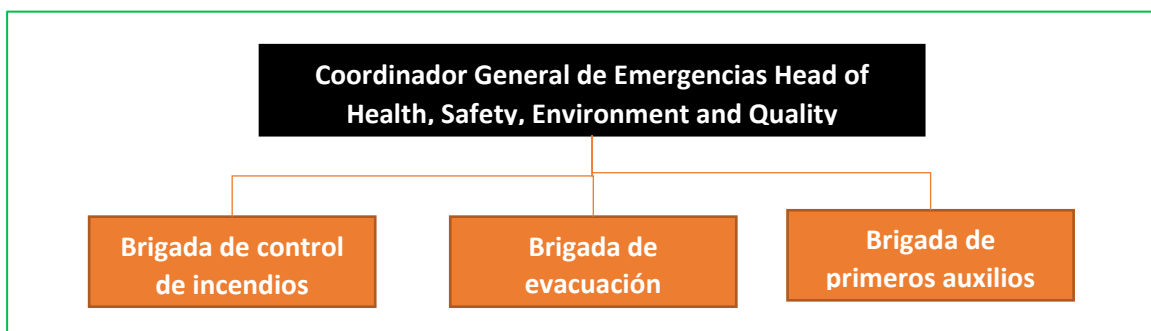 Coordinador General de Emergencias Head of
Health, Safety, Environment and Quality
Brigada de control
de incendios
Brigada de
evacuación
Brigada de
primeros auxilios